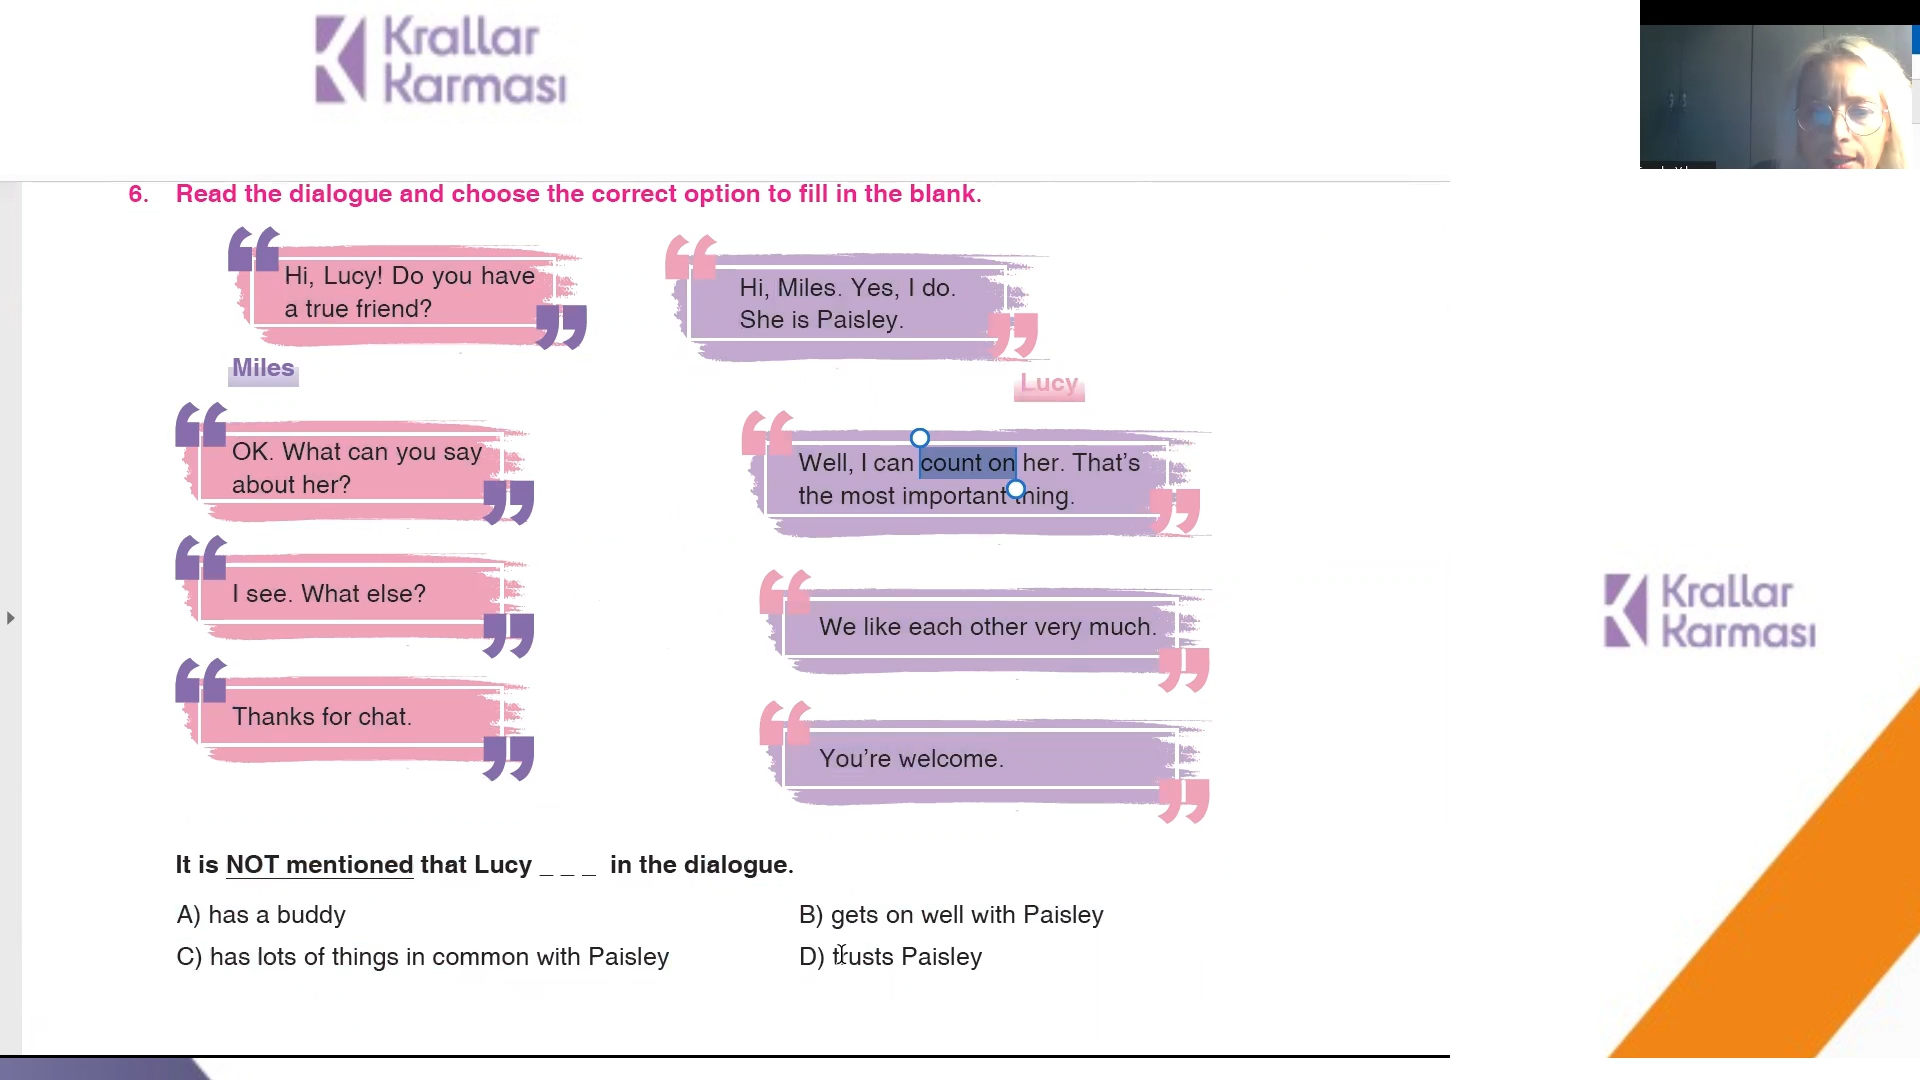 Krallar
Karması
6. Read the dialogue and choose the correct option to fill in the blank.
Hi, Lucy! Do you have
a true friend?
Miles
Hi, Miles. Yes, I do.
She is Paisley.
Lucy
OK. What can you say
about her?
Well, I can count on her. That's
the most important thing.
I see. What else?
We like each other very much.
Thanks for chat.
You're welcome.
It is NOT mentioned that Lucy _ _ _ in the dialogue.
A) has a buddy
B) gets on well with Paisley
C) has lots of things in common with Paisley
D) trusts Paisley
Krallar
Karması